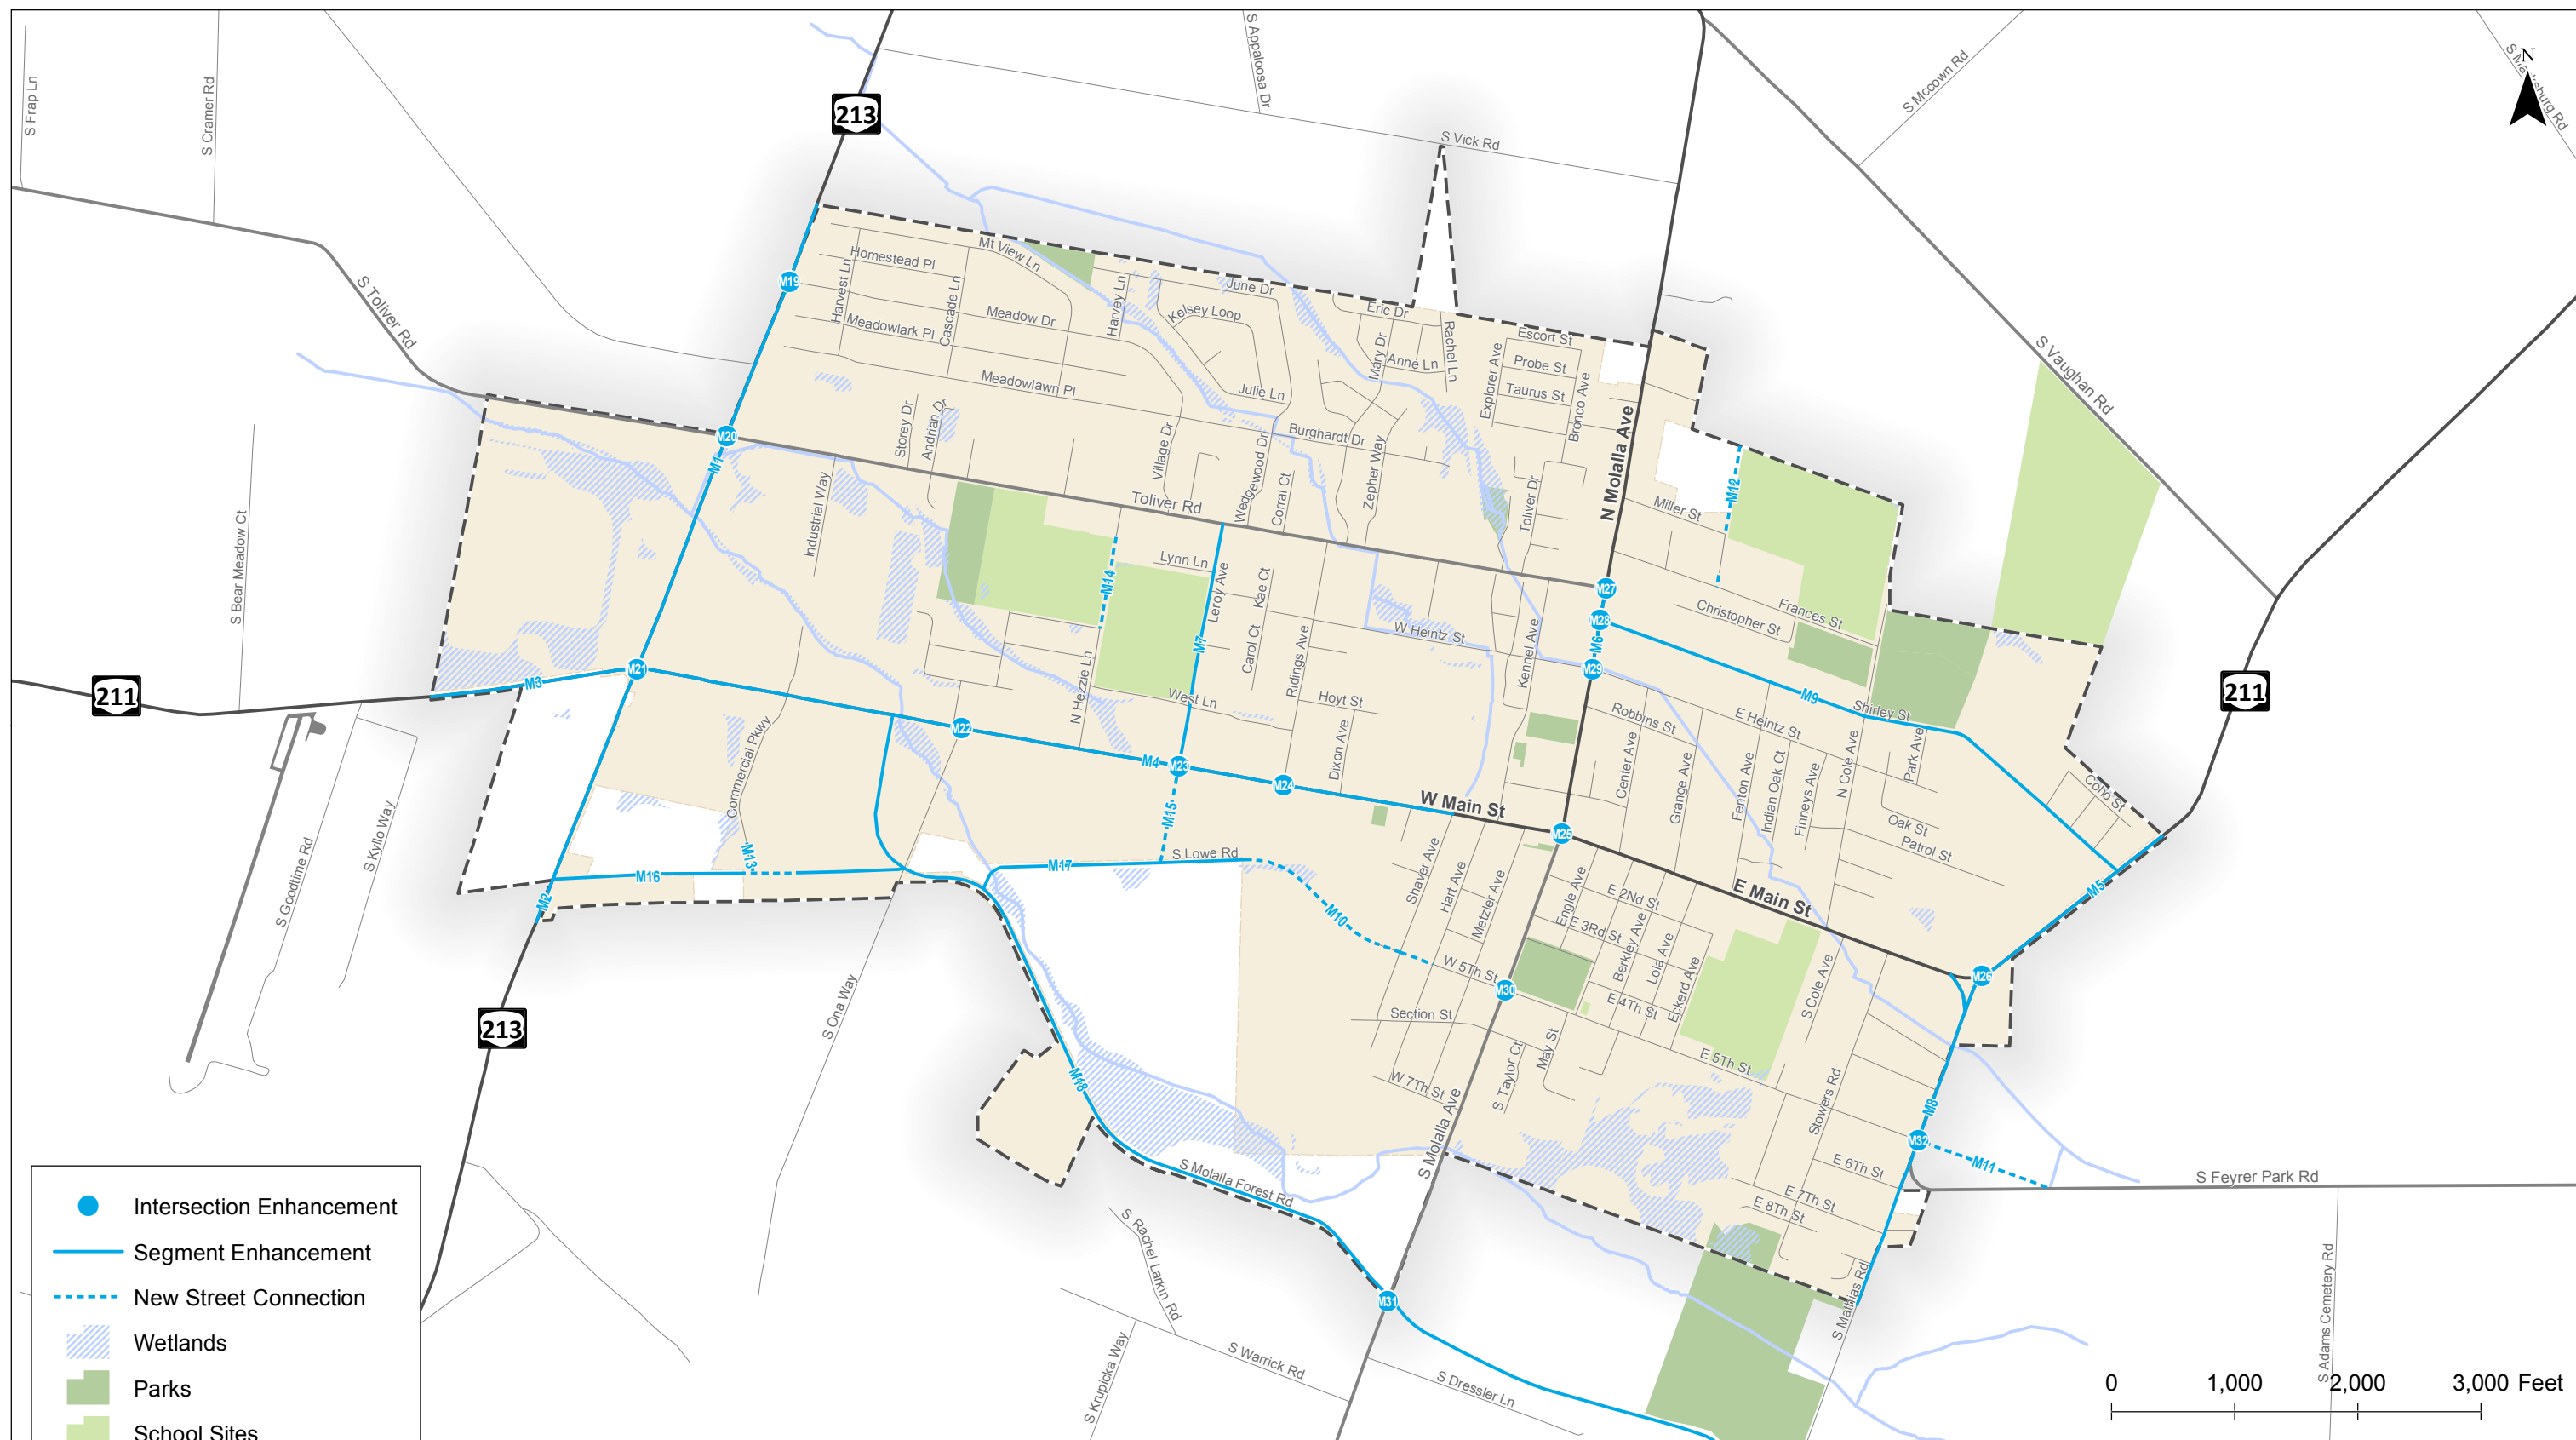 S Frap Ln
S Cramer Rd
213
S Appaloosa Dr
S Vick Rd
S Mccown Rd
N
S Toliver Rd
S Vaughan Rd
M19
Homestead Pl
Harvest Ln
Mt View Ln
Cascade Ln
Meadowlark Pl
Meadow Dr
Meadowlawn Pl
Harvey Ln
June Dr
Kelsey Loop
Julie Ln
Eric Dr
Mary Dr
Anne Ln
Rachel Ln
Escort St
Probe St
Taurus St
Explorer Ave
Bronco Ave
N Molalla Ave
M20
M1
Storey Dr
Andrian Dr
Village Dr
Wedgewood Dr
Burghardt Dr
Zepher Way
Corral Ct
Toliver Dr
Industrial Way
Toliver Rd
Miller St
M12
S Bear Meadow Ct
Lynn Ln
M14
Leroy Ave
Kae Ct
Carol Ct
Ridings Ave
W Heintz St
Kennel Ave
M27
M28
M6
M29
Christopher St
Frances St
M7
211
M3
M21
N Hezzie Ln
West Ln
Hoyt St
Dixon Ave
Robbins St
E Heintz St
M9
Shirley St
211
M22
M4
M23
M24
W Main St
M25
Center Ave
Grange Ave
Fenton Ave
Indian Oak Ct
Finneys Ave
N Cole Ave
Park Ave
Oak St
Patrol St
Coho St
Commercial Pkwy
S Goodtime Rd
S Kyllo Way
M15
S Lowe Rd
M13
M16
M17
M2
M10
Shaver Ave
Hart Ave
Metzler Ave
Engle Ave
E 2Nd St
E 3Rd St
Berkley Ave
Lola Ave
Eckerd Ave
E 4Th St
E Main St
M5
M26
S Cole Ave
213
S Ona Way
M18
W 5Th St
M30
Section St
W 7Th St
S Taylor Ct
May St
E 5Th St
Stowers Rd
M8
M32
M11
E 6Th St
E 7Th St
E 8Th St
S Molalla Ave
S Molalla Forest Rd
S Feyrer Park Rd
S Adams Cemetery Rd
S Mathias Rd
S Rachel Larkin Rd
M31
S Warrick Rd
S Krupicka Way
S Dressler Ln
Intersection Enhancement
Segment Enhancement
New Street Connection
Wetlands
Parks
School Sites
0 1,000 2,000 3,000 Feet